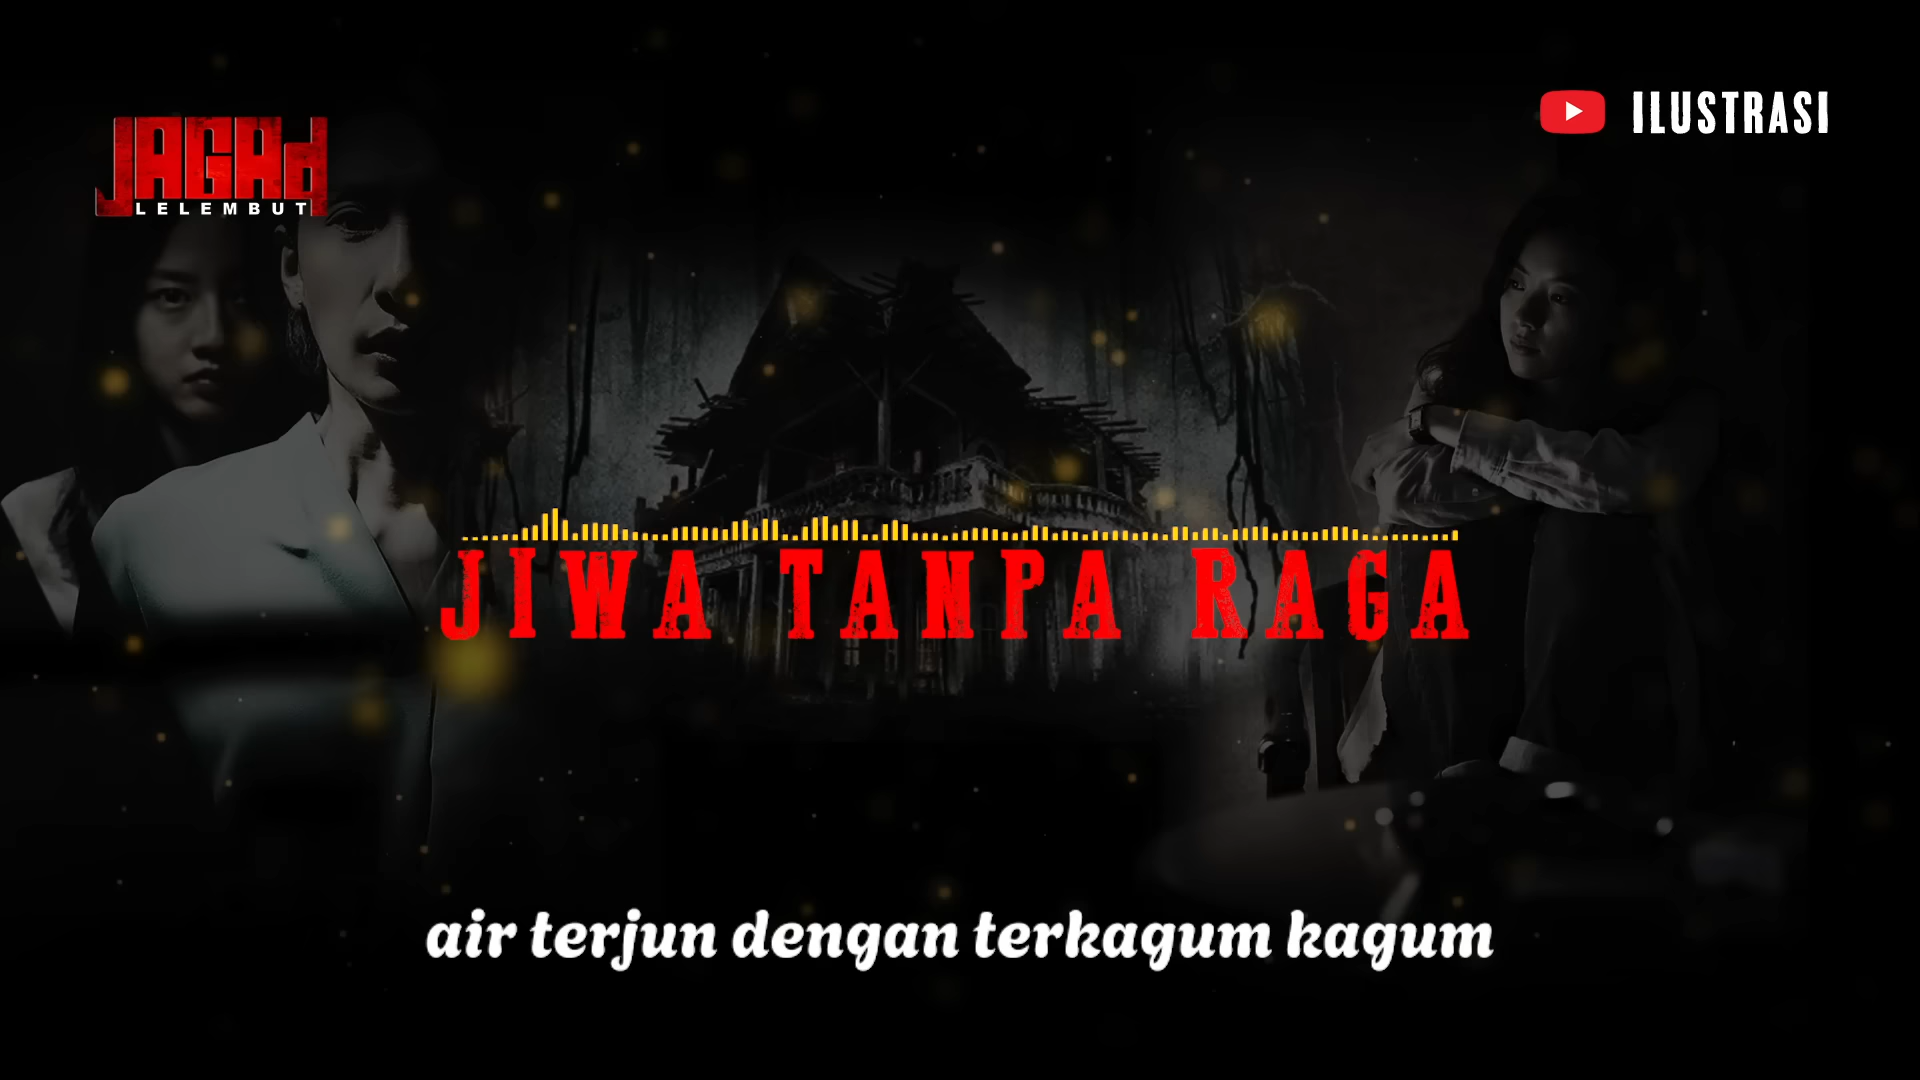 JAGAd
LELEMBUT
ILUSTRASI
JIWA TANPA RAGA
air terjun dengan terkagum kagum